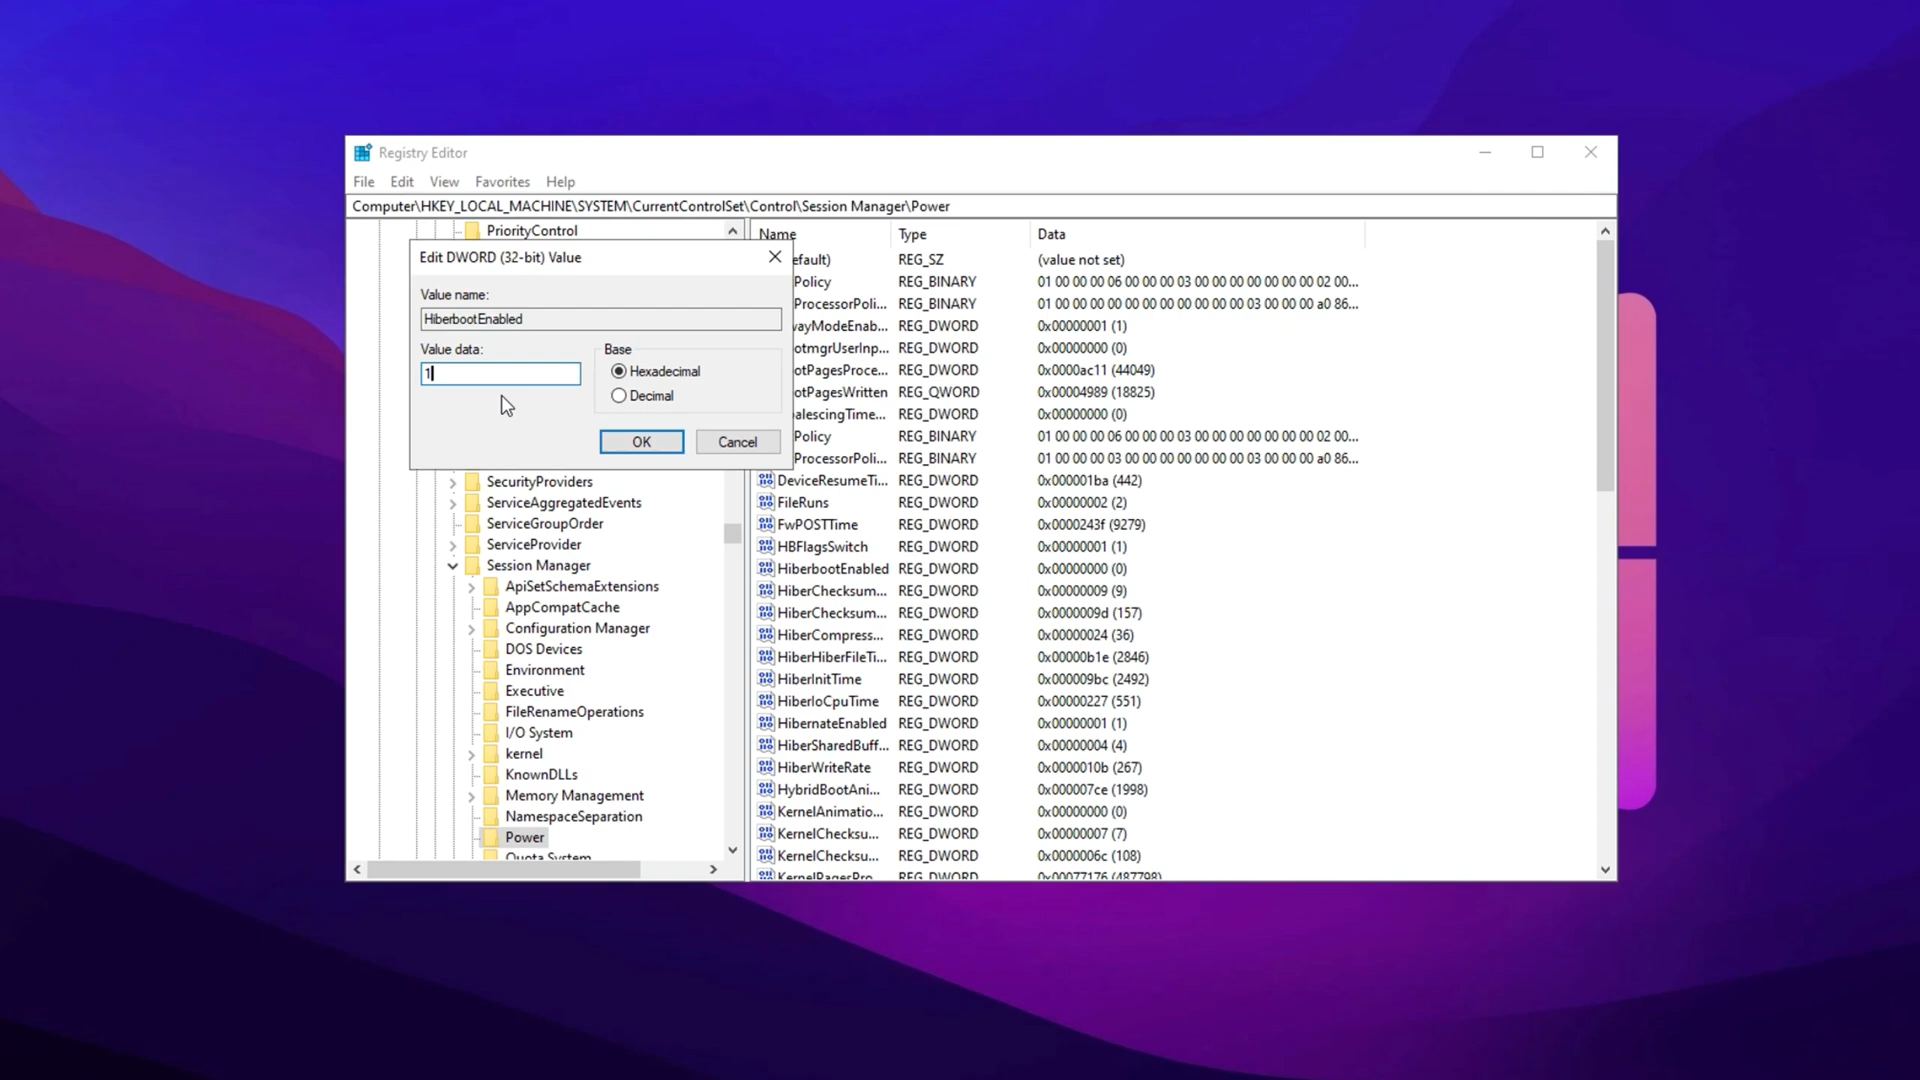 Registry Editor
File Edit View Favorites Help
Computer\HKEY_LOCAL_MACHINE\SYSTEM\CurrentControlSet\Control\Session Manager\Power
PriorityControl
Edit DWORD (32-bit) Value
Value name:
HiberbootEnabled
Value data:
1
Base
Hexadecimal
Decimal
OK Cancel
SecurityProviders
ServiceAggregatedEvents
ServiceGroupOrder
ServiceProvider
Session Manager
ApiSetSchemaExtensions
AppCompatCache
Configuration Manager
DOS Devices
Environment
Executive
FileRenameOperations
I/O System
kernel
KnownDLLs
Memory Management
NamespaceSeparation
Power
Quota System
Name Type Data
efault) REG_SZ (value not set)
Policy REG_BINARY 01 00 00 00 06 00 00 00 03 00 00 00 00 00 00 00 02 00...
ProcessorPoli... REG_BINARY 01 00 00 00 00 00 00 00 00 00 00 00 03 00 00 00 a0 86...
wayModeEnab... REG_DWORD 0x00000001 (1)
otmgrUserInp... REG_DWORD 0x00000000 (0)
otPagesProce... REG_DWORD 0x0000ac11 (44049)
otPagesWritten REG_QWORD 0x00004989 (18825)
alescingTime... REG_DWORD 0x00000000 (0)
Policy REG_BINARY 01 00 00 00 06 00 00 00 03 00 00 00 00 00 00 00 02 00...
ProcessorPoli... REG_BINARY 01 00 00 00 03 00 00 00 00 00 00 00 03 00 00 00 a0 86...
DeviceResumeTi... REG_DWORD 0x000001ba (442)
FileRuns REG_DWORD 0x00000002 (2)
FwPOSTTime REG_DWORD 0x0000243f (9279)
HBFlagsSwitch REG_DWORD 0x00000001 (1)
HiberbootEnabled REG_DWORD 0x00000000 (0)
HiberChecksum... REG_DWORD 0x00000009 (9)
HiberChecksum... REG_DWORD 0x0000009d (157)
HiberCompress... REG_DWORD 0x00000024 (36)
HiberHiberFileTi... REG_DWORD 0x00000b1e (2846)
HiberInitTime REG_DWORD 0x000009bc (2492)
HiberIoCpuTime REG_DWORD 0x00000227 (551)
HibernateEnabled REG_DWORD 0x00000001 (1)
HiberSharedBuff... REG_DWORD 0x00000004 (4)
HiberWriteRate REG_DWORD 0x0000010b (267)
HybridBootAni... REG_DWORD 0x000007ce (1998)
KernelAnimatio... REG_DWORD 0x00000000 (0)
KernelChecksu... REG_DWORD 0x00000007 (7)
KernelChecksu... REG_DWORD 0x0000006c (108)
KernelPagesPro REG_DWORD 0x00077176 (487798)